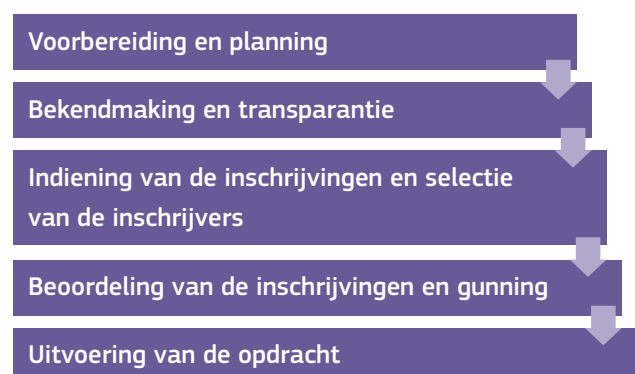 Voorbereiding en planning
Bekendmaking en transparantie
Indiening van de inschrijvingen en selectie
van de inschrijvers
Beoordeling van de inschrijvingen en gunning
Uitvoering van de opdracht